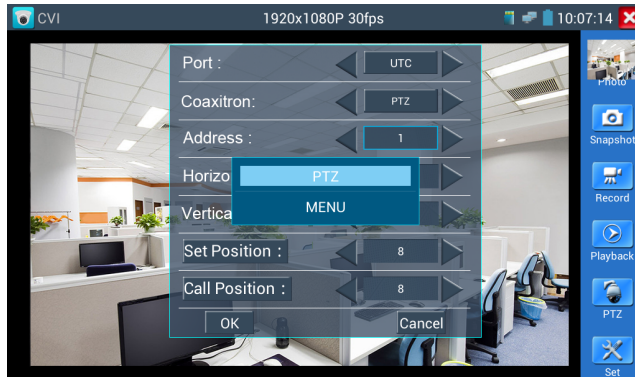 CVI
1920x1080P 30fps
10:07:14
Port :
UTC
Coaxitron:
PTZ
Address :
1
Horizo
PTZ
Vertica
MENU
Set Position :
8
Call Position :
8
OK
Cancel
Photo
Snapshot
Record
Playback
PTZ
Set